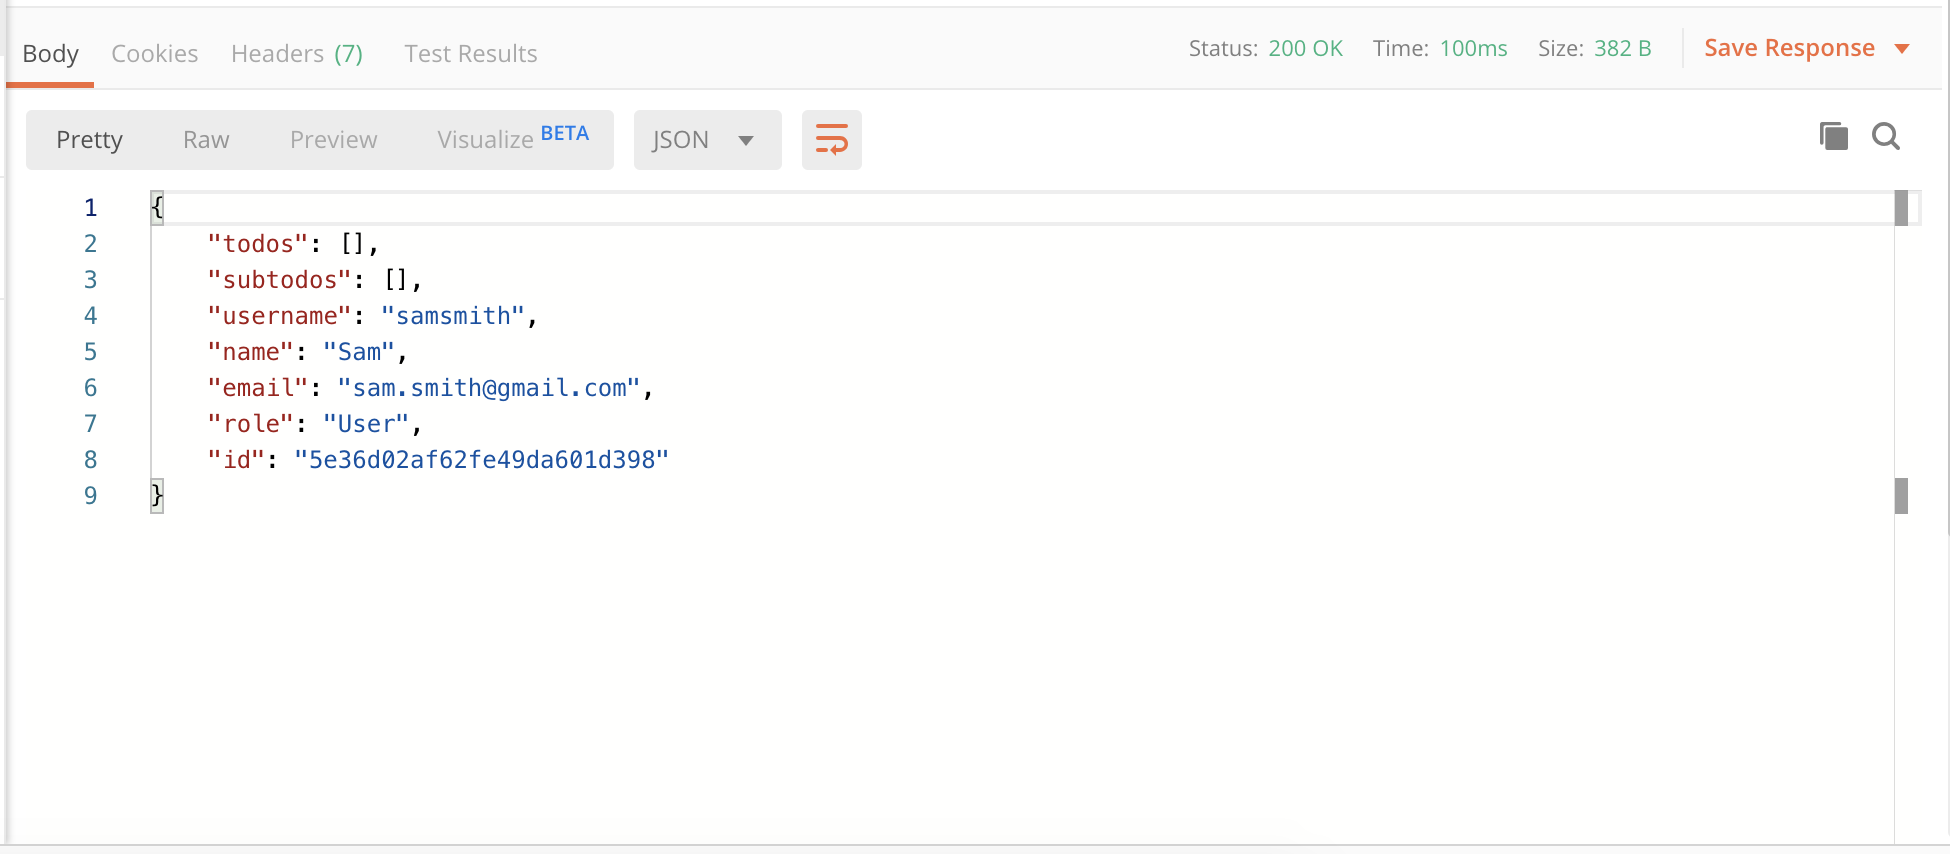 Body Cookies Headers (7) Test Results Status: 200 OK Time: 100ms Size: 382 B Save Response
Pretty Raw Preview Visualize BETA JSON
1 {
2 "todos": [],
3 "subtodos": [],
4 "username": "samsmith",
5 "name": "Sam",
6 "email": "sam.smith@gmail.com",
7 "role": "User",
8 "id": "5e36d02af62fe49da601d398"
9 }